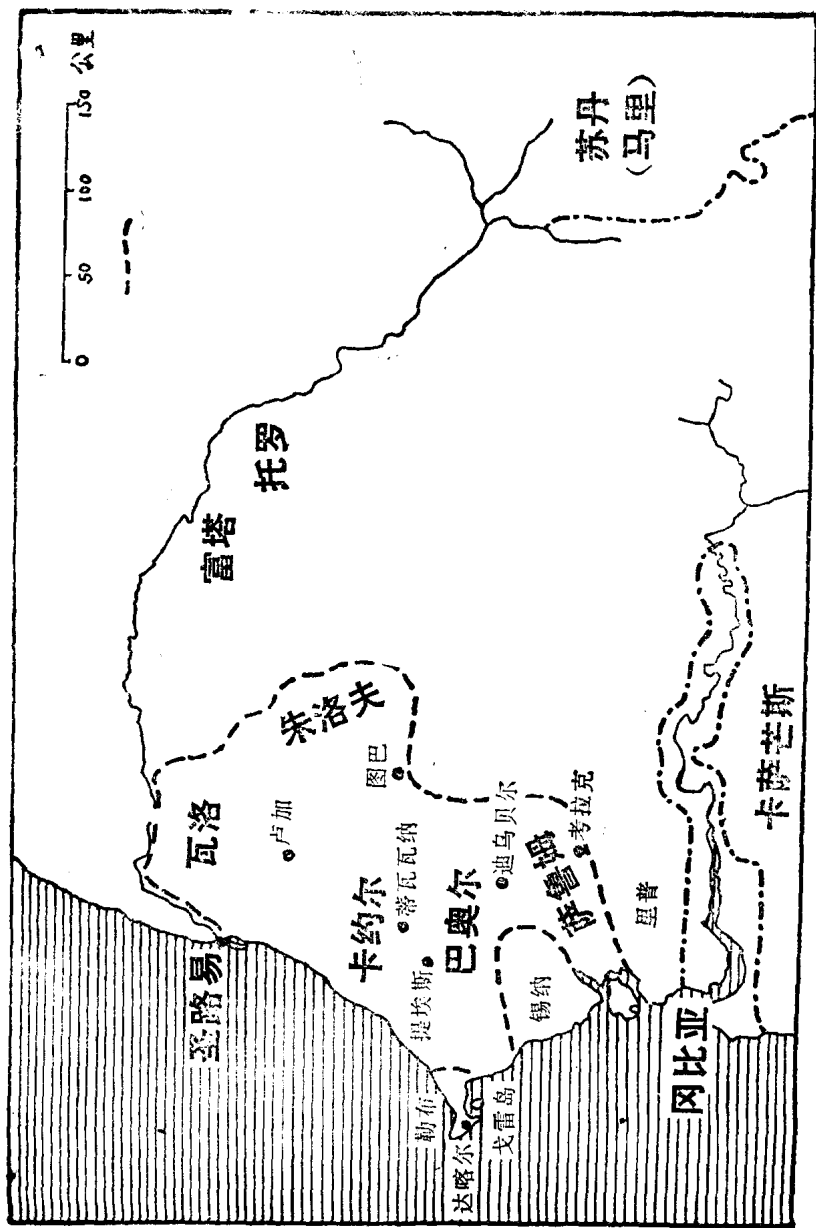 0 50 100 150 公里
苏丹
(马里)
富塔
托罗
朱洛夫
瓦洛
圣路易
卢加
图巴
卡约尔
蒂瓦瓦纳
提埃斯
巴奥尔
迪乌贝尔
萨鲁姆
考拉克
锡纳
里普
勒布
达喀尔
戈雷岛
冈比亚
卡萨芒斯